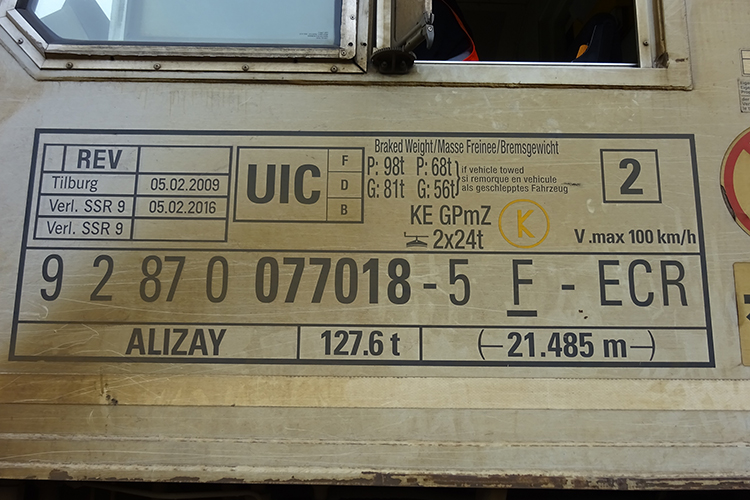 REV
Tilburg 05.02.2009
Verl. SSR 9 05.02.2016
Verl. SSR 9
UIC
F
D
B
Braked Weight/Masse Freinee/Bremsgewicht
P: 98t P: 68t
G: 81t G: 56t
if vehicle towed
si remorque en vehicule
als geschlepptes Fahrzeug
KE GPmZ
K
2x24t
2
V.max 100 km/h
9 2 87 0 077018-5 F - ECR
ALIZAY 127.6 t 21.485 m